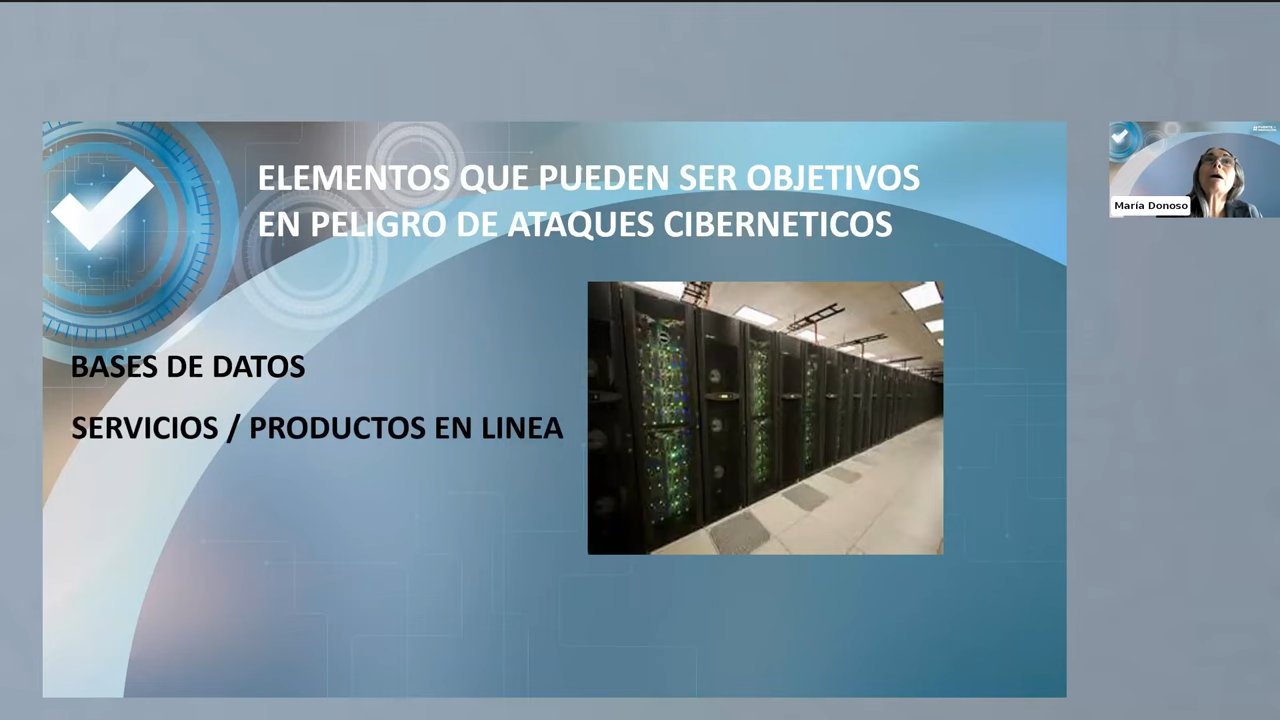 ELEMENTOS QUE PUEDEN SER OBJETIVOS
EN PELIGRO DE ATAQUES CIBERNETICOS
BASES DE DATOS
SERVICIOS / PRODUCTOS EN LINEA
María Donoso